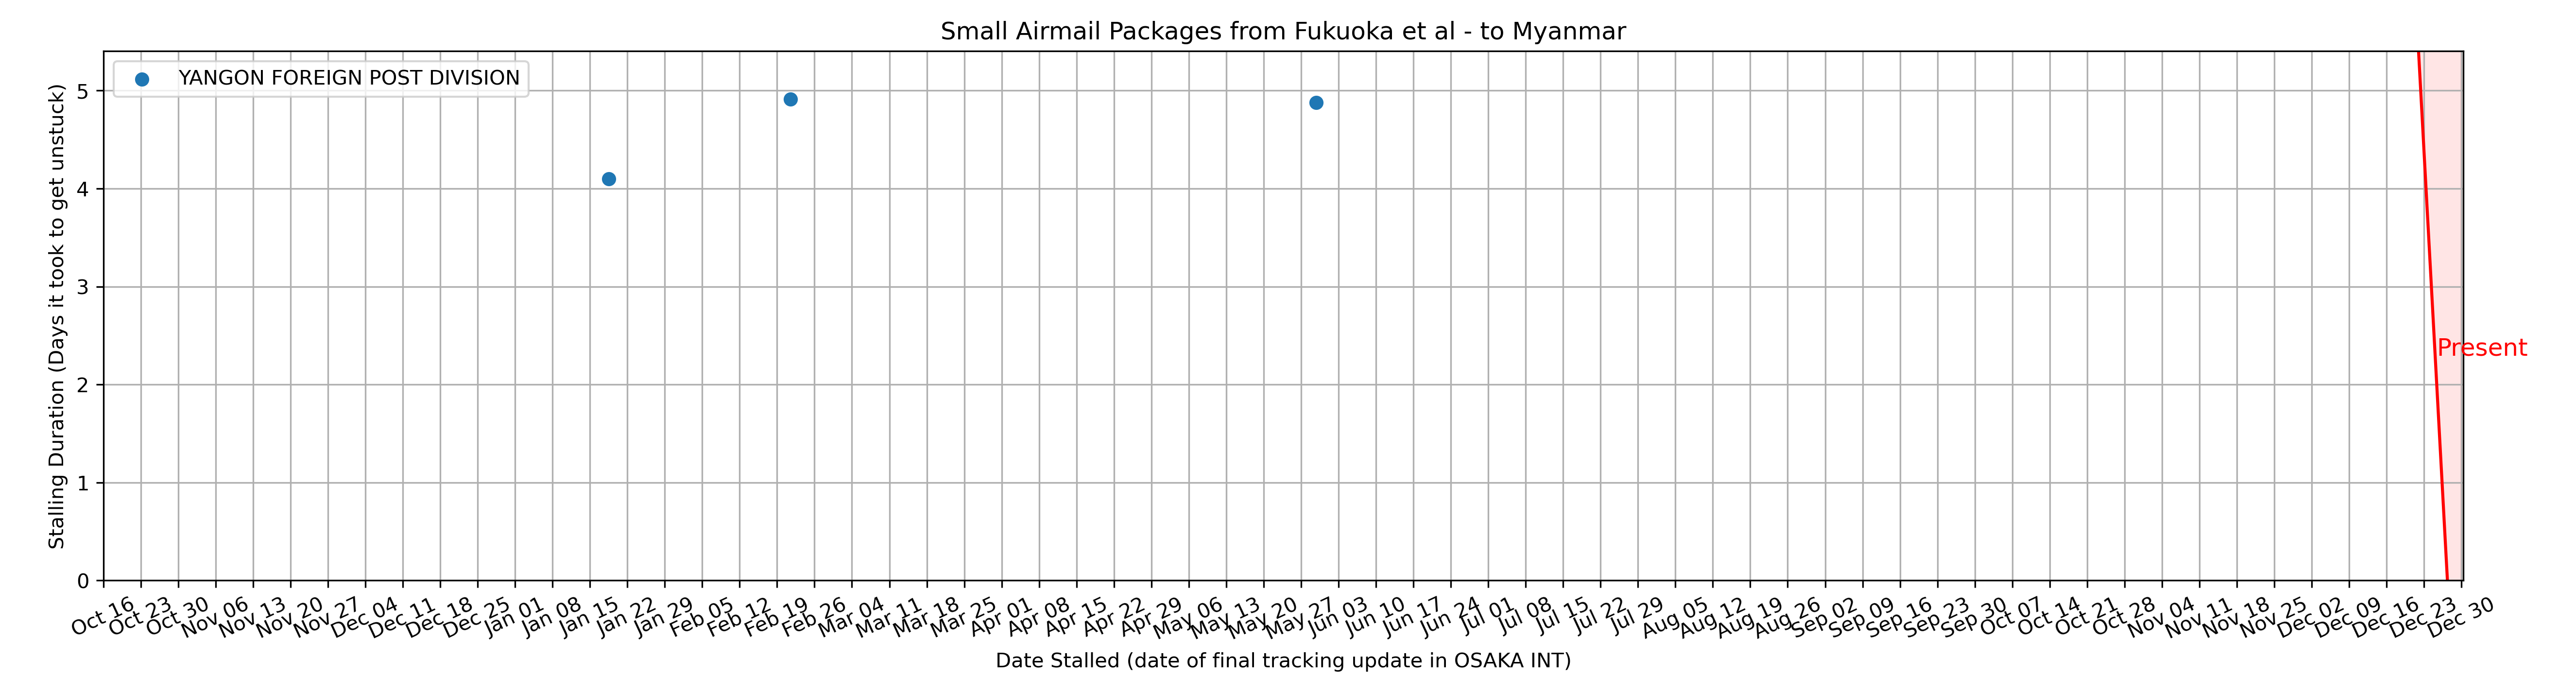 Small Airmail Packages from Fukuoka et al - to Myanmar
YANGON FOREIGN POST DIVISION
Stalling Duration (Days it took to get unstuck)
5
4
3
2
1
0
Present
Oct 16 Oct 23 Oct 30 Nov 06 Nov 13 Nov 20 Nov 27 Dec 04 Dec 11 Dec 18 Dec 25 Jan 01 Jan 08 Jan 15 Jan 22 Jan 29 Feb 05 Feb 12 Feb 19 Feb 26 Mar 04 Mar 11 Mar 18 Mar 25 Apr 01 Apr 08 Apr 15 Apr 22 Apr 29 May 06 May 13 May 20 May 27 Jun 03 Jun 10 Jun 17 Jun 24 Jul 01 Jul 08 Jul 15 Jul 22 Jul 29 Aug 05 Aug 12 Aug 19 Aug 26 Sep 02 Sep 09 Sep 16 Sep 23 Sep 30 Oct 07 Oct 14 Oct 21 Oct 28 Nov 04 Nov 11 Nov 18 Nov 25 Dec 02 Dec 09 Dec 16 Dec 23 Dec 30
Date Stalled (date of final tracking update in OSAKA INT)